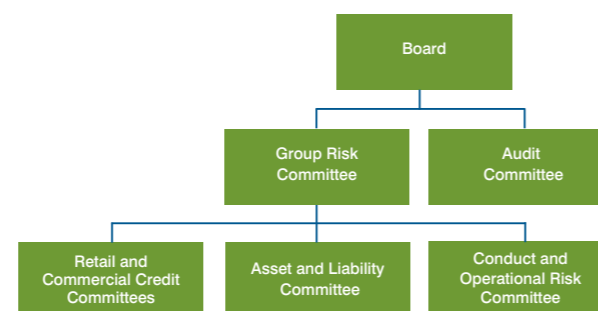 Board
Group Risk
Committee
Audit
Committee
Retail and
Commercial Credit
Committees
Asset and Liability
Committee
Conduct and
Operational Risk
Committee